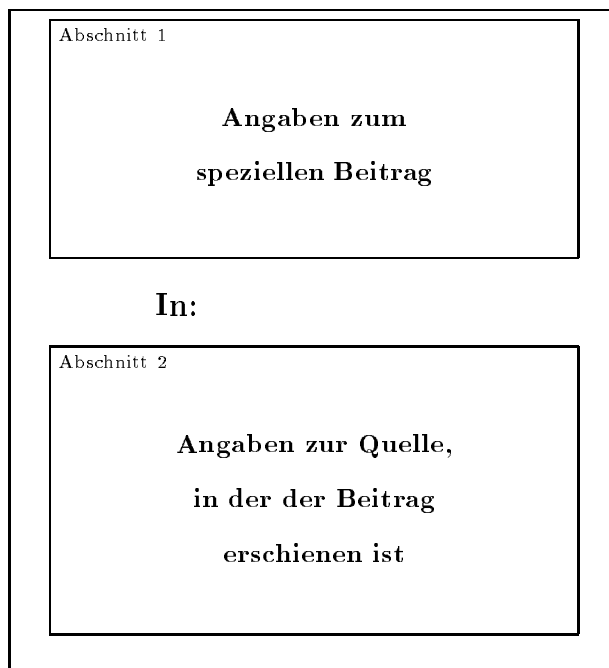 Abschnitt 1
Angaben zum
speziellen Beitrag
In:
Abschnitt 2
Angaben zur Quelle,
in der der Beitrag
erschienen ist